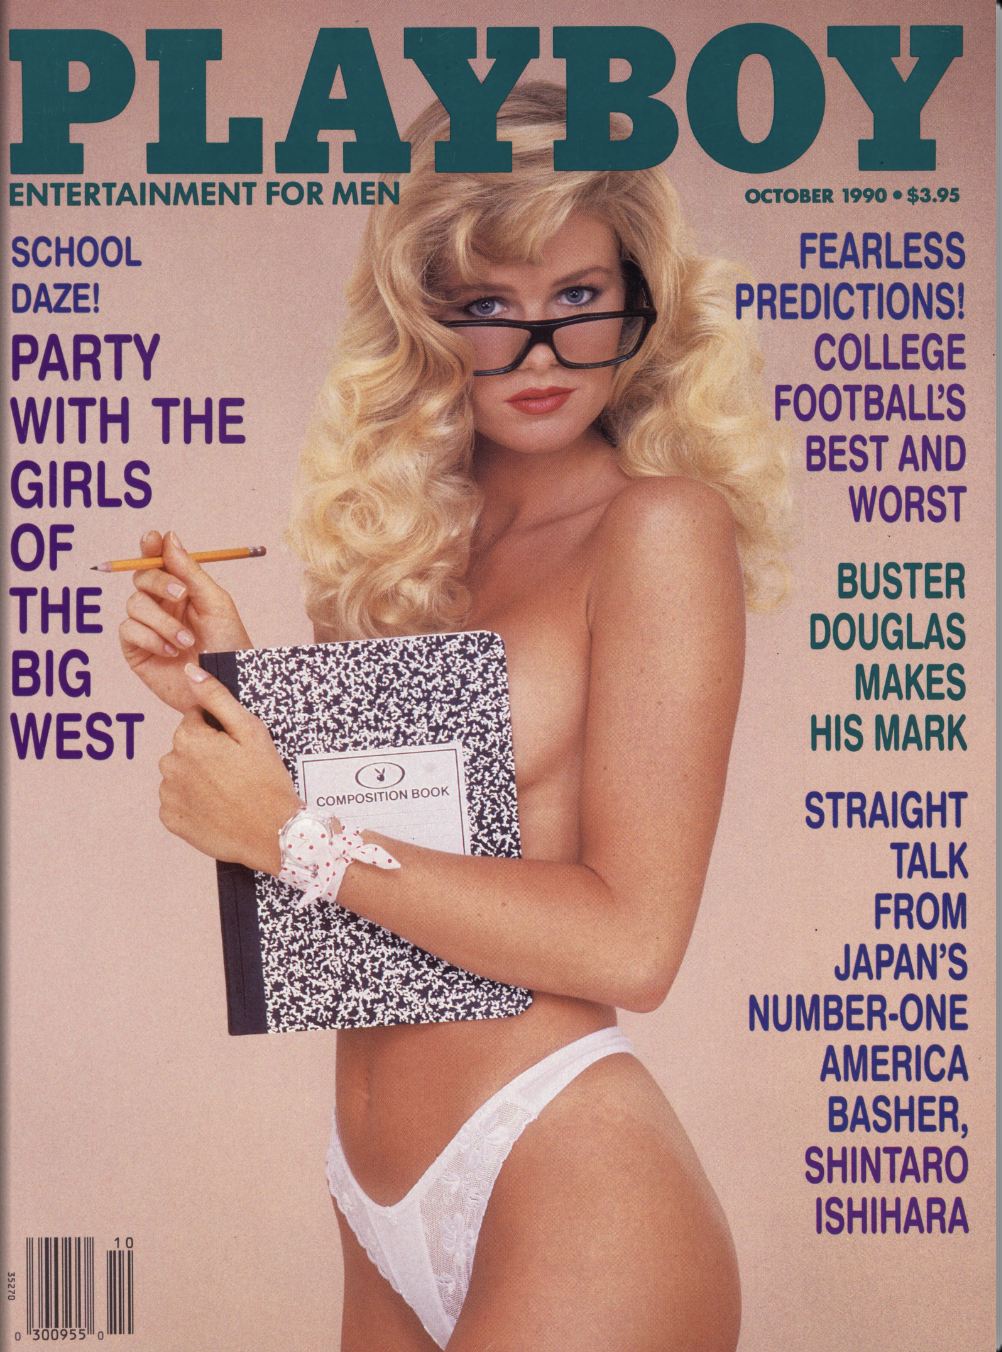 PLAYBOY
ENTERTAINMENT FOR MEN
OCTOBER 1990 • $3.95
SCHOOL
DAZE!
PARTY
WITH THE
GIRLS
OF
THE
BIG
WEST
FEARLESS
PREDICTIONS!
COLLEGE
FOOTBALL'S
BEST AND
WORST
BUSTER
DOUGLAS
MAKES
HIS MARK
STRAIGHT
TALK
FROM
JAPAN'S
NUMBER-ONE
AMERICA
BASHER,
SHINTARO
ISHIHARA
COMPOSITION BOOK
10
35270
0 300955 0